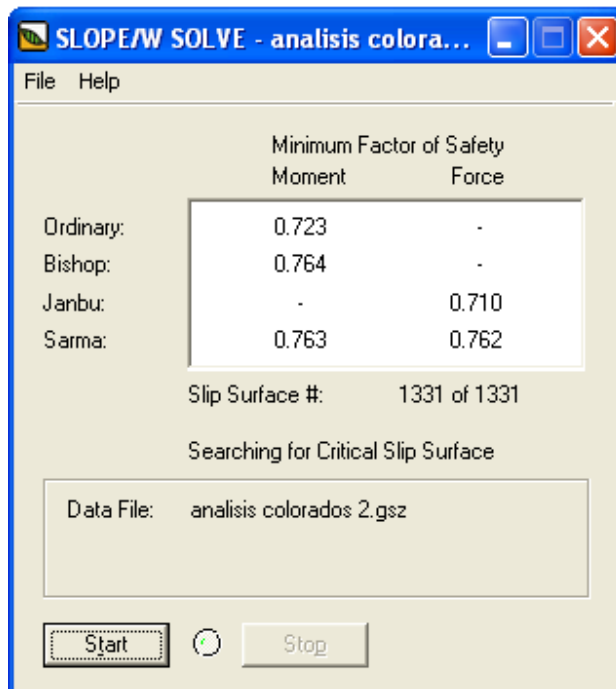 SLOPE/W SOLVE - analisis colora...
File Help
Minimum Factor of Safety
Moment Force
Ordinary: 0.723 -
Bishop: 0.764 -
Janbu: - 0.710
Sarma: 0.763 0.762
Slip Surface #: 1331 of 1331
Searching for Critical Slip Surface
Data File: analisis colorados 2.gsz
Start Stop